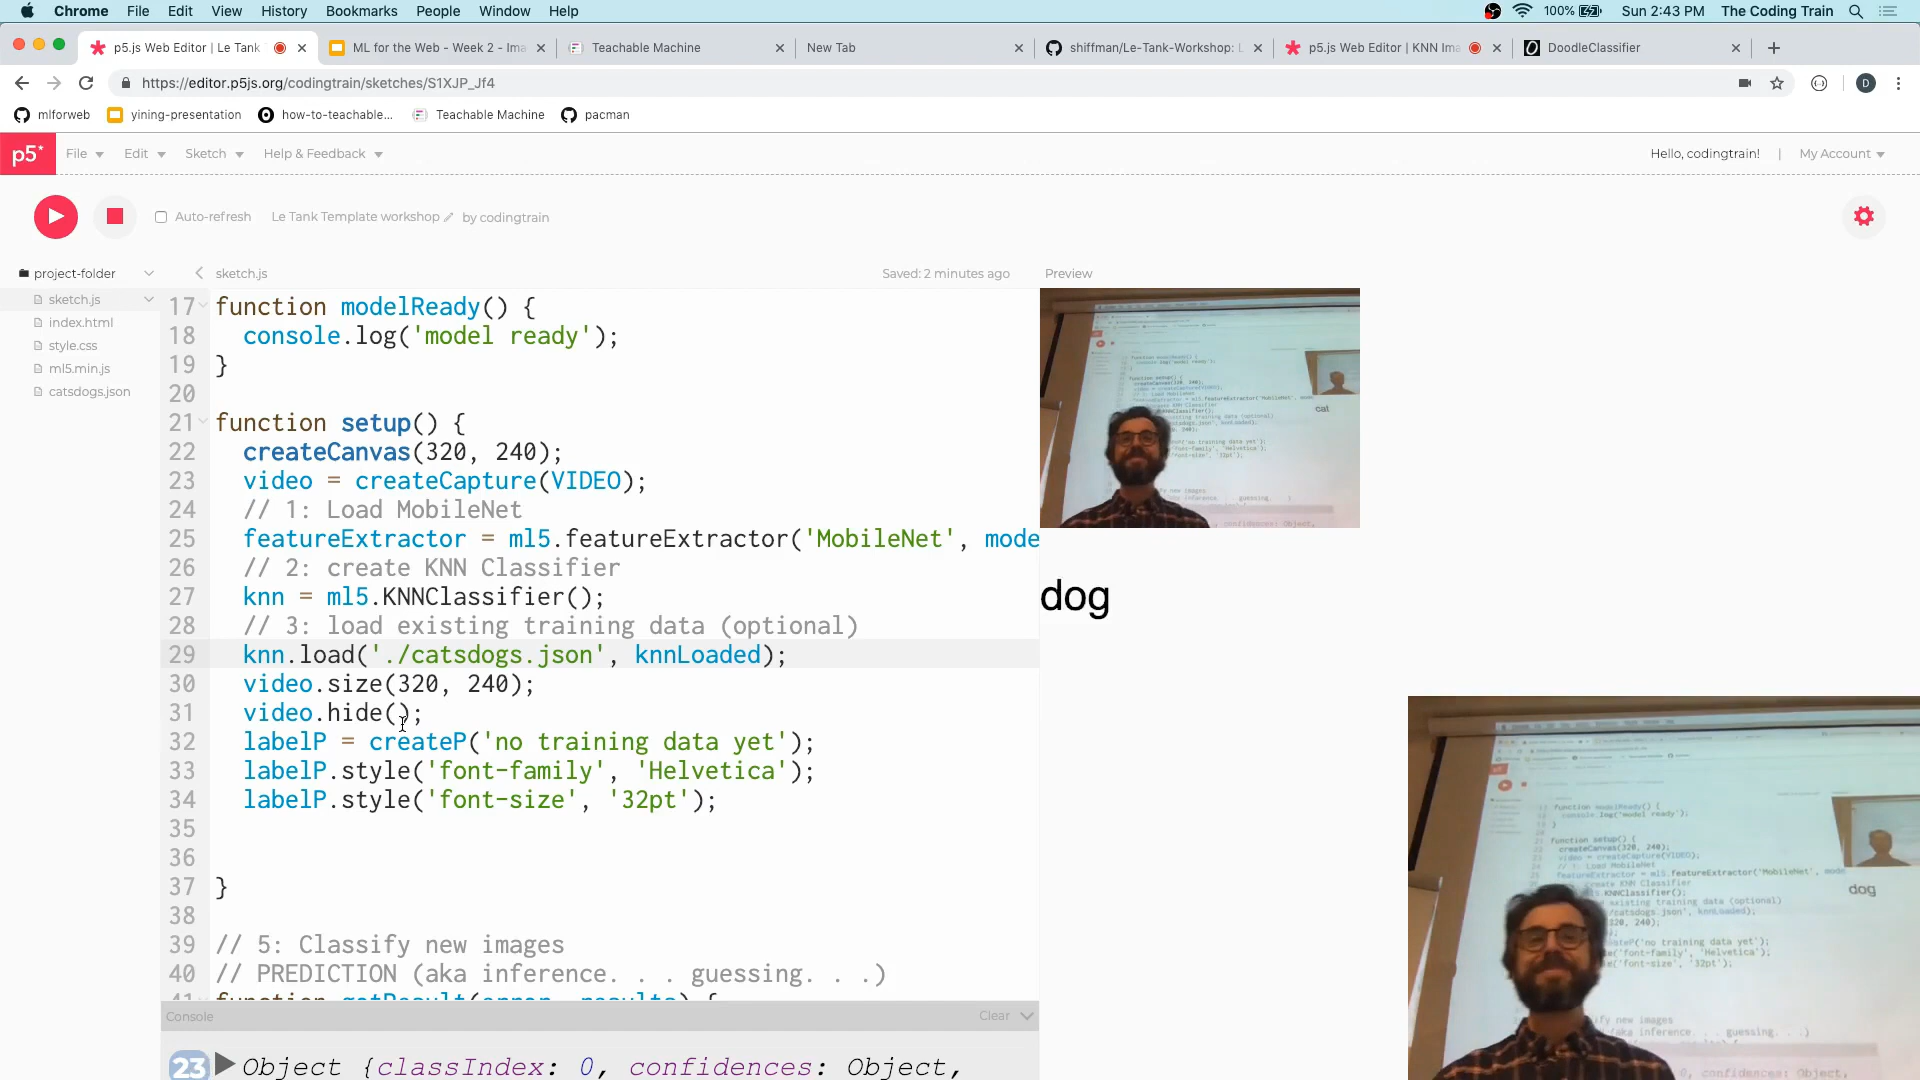 Chrome File Edit View History Bookmarks People Window Help 100% Sun 2:43 PM The Coding Train
p5.js Web Editor | Le Tank ML for the Web - Week 2 - Ima Teachable Machine New Tab shiffman/Le-Tank-Workshop: L p5.js Web Editor | KNN Ima DoodleClassifier
https://editor.p5js.org/codingtrain/sketches/S1XJP_Jf4 D
mlforweb yining-presentation how-to-teachable... Teachable Machine pacman
p5* File Edit Sketch Help & Feedback Hello, codingtrain! | My Account
Auto-refresh Le Tank Template workshop by codingtrain
project-folder sketch.js Saved: 2 minutes ago Preview
sketch.js
index.html
style.css
ml5.min.js
catsdogs.json
17 function modelReady() {
18 console.log('model ready');
19 }
20
21 function setup() {
22 createCanvas(320, 240);
23 video = createCapture(VIDEO);
24 // 1: Load MobileNet
25 featureExtractor = ml5.featureExtractor('MobileNet', mode
26 // 2: create KNN Classifier
27 knn = ml5.KNNClassifier();
28 // 3: load existing training data (optional)
29 knn.load('./catsdogs.json', knnLoaded);
30 video.size(320, 240);
31 video.hide();
32 labelP = createP('no training data yet');
33 labelP.style('font-family', 'Helvetica');
34 labelP.style('font-size', '32pt');
35
36
37 }
38
39 // 5: Classify new images
40 // PREDICTION (aka inference. . . guessing. . .)
41 function gotResult(error, results) {
Console Clear
23 Object {classIndex: 0, confidences: Object,
cat
dog
dog